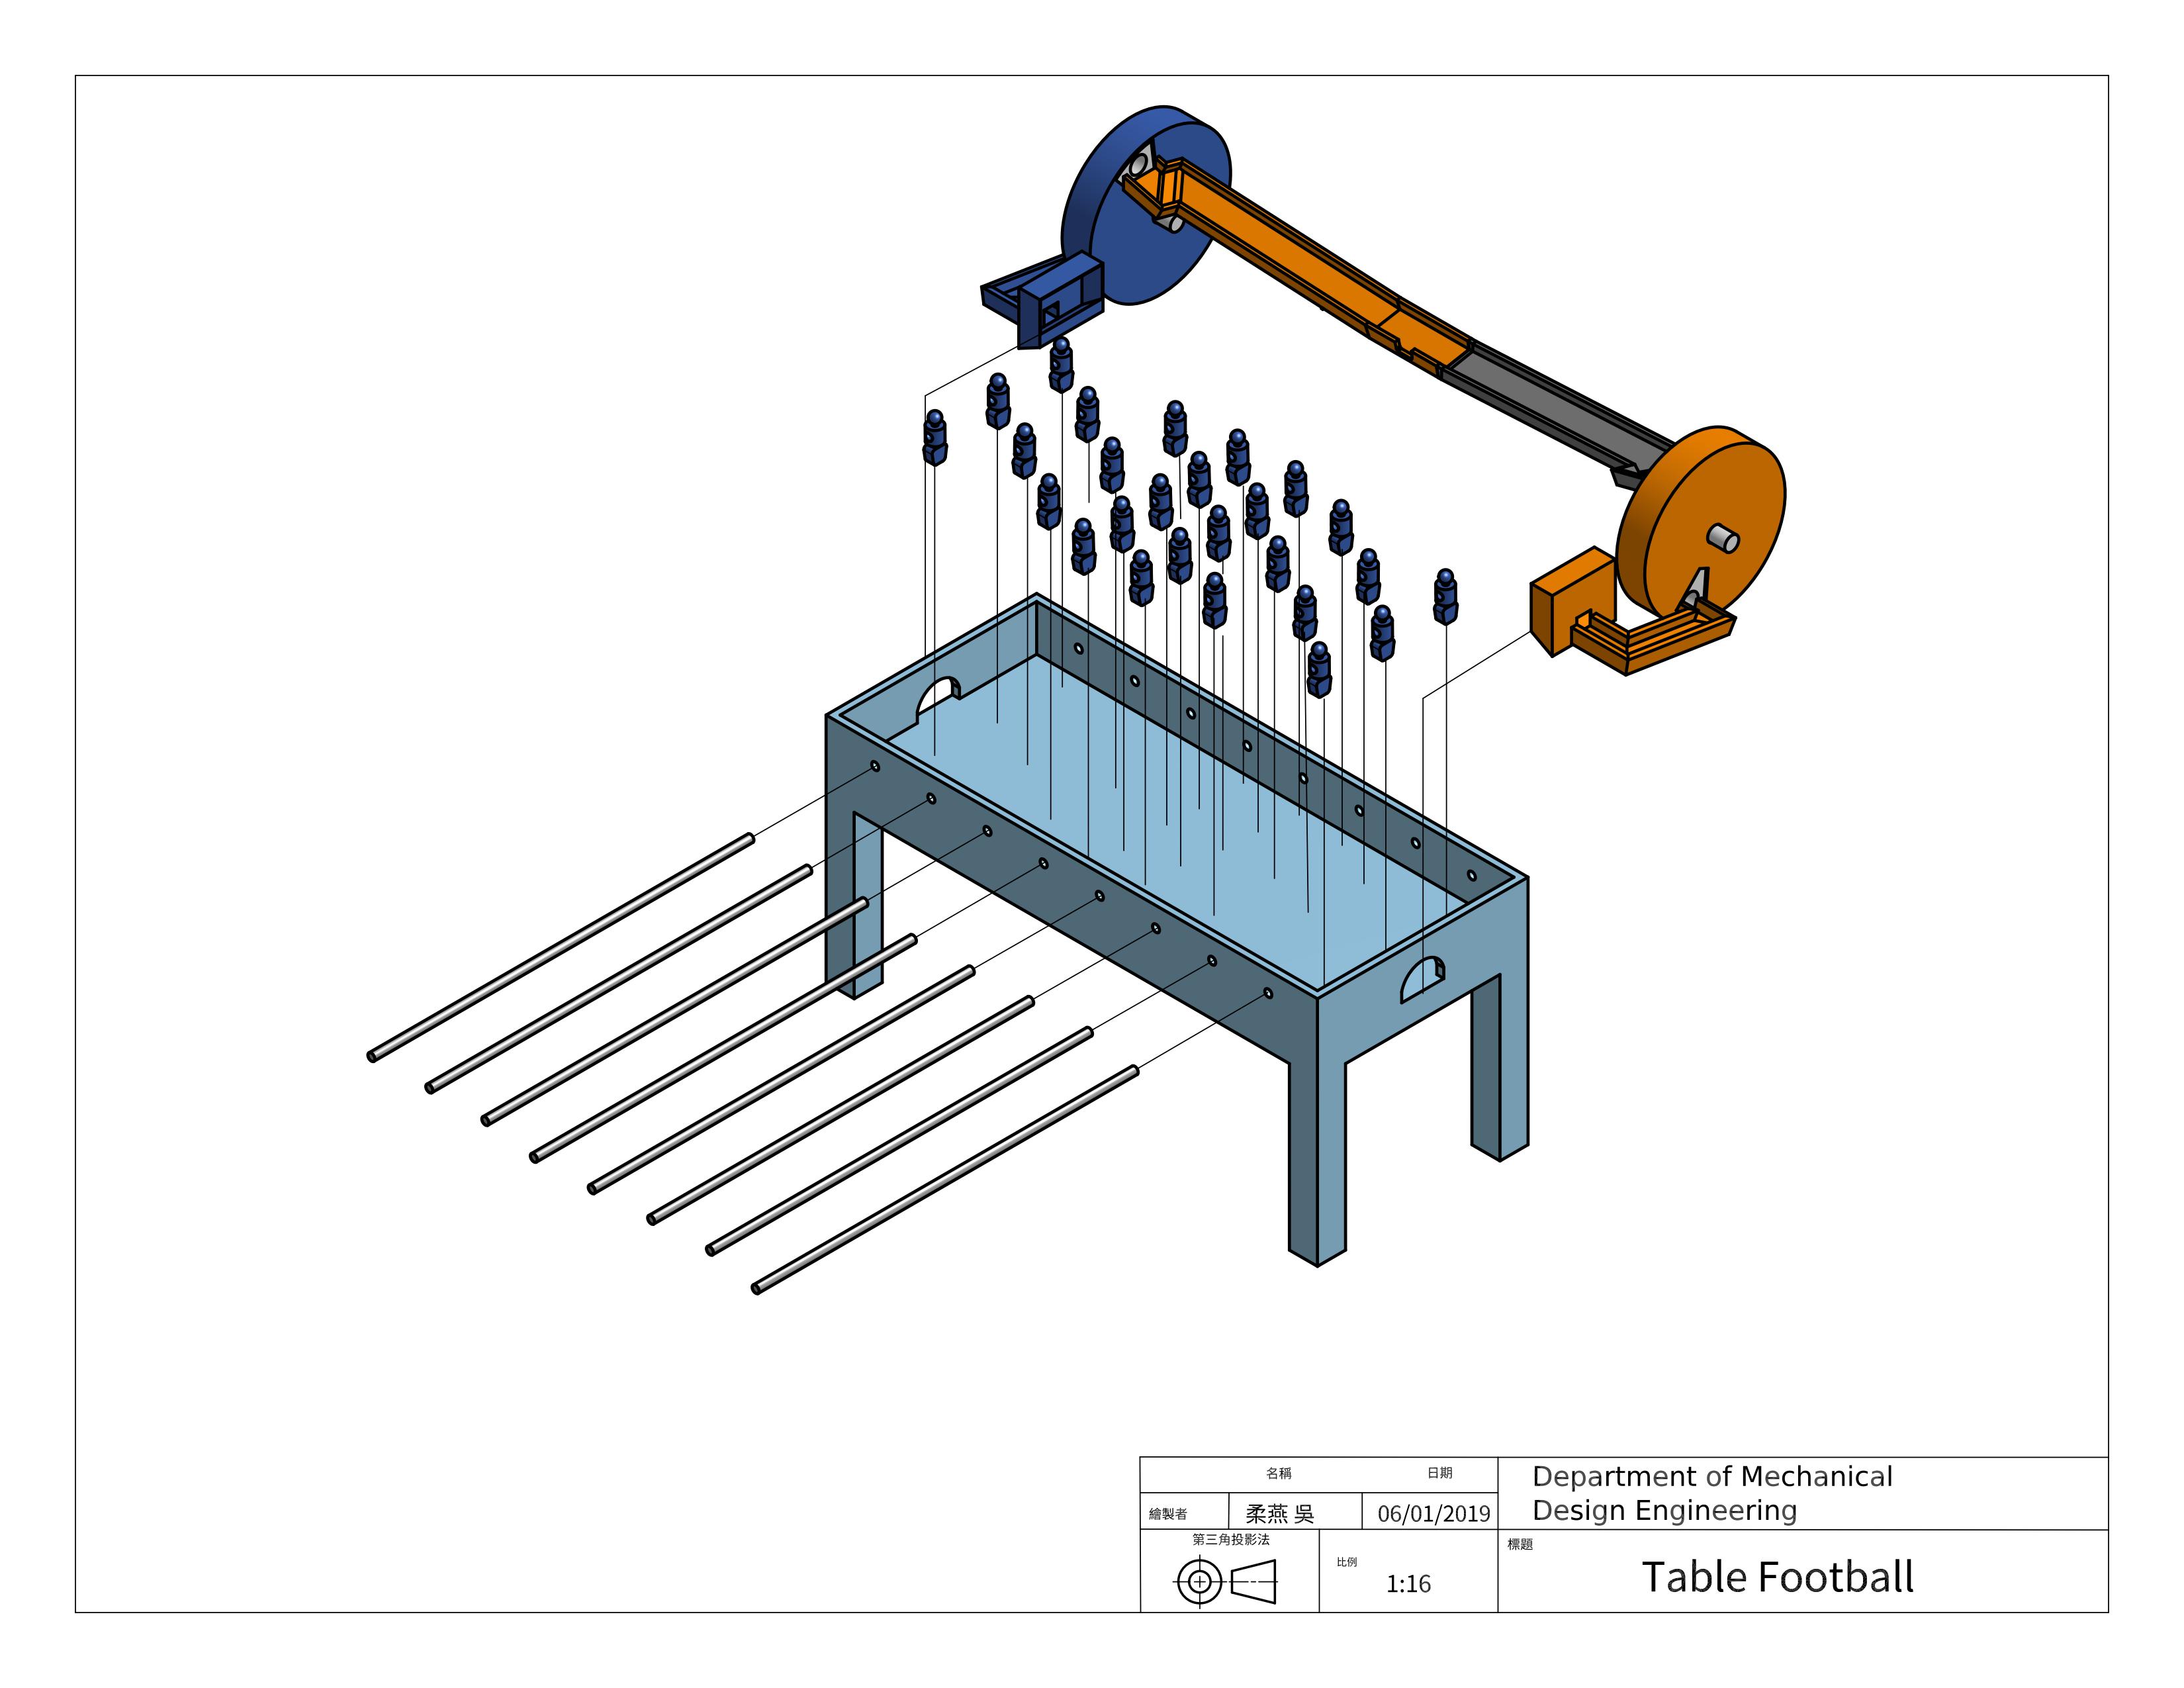 名稱 日期
Department of Mechanical
Design Engineering
繪製者 柔燕 吳 06/01/2019
第三角投影法
比例
1:16
標題
Table Football